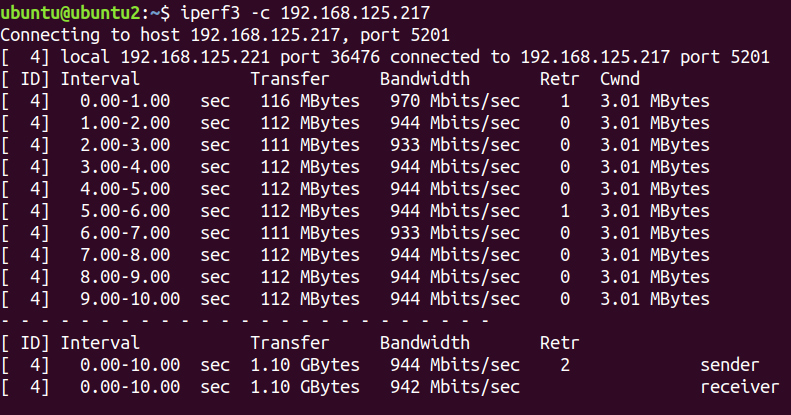 ubuntu@ubuntu2:~$ iperf3 -c 192.168.125.217
Connecting to host 192.168.125.217, port 5201
[  4] local 192.168.125.221 port 36476 connected to 192.168.125.217 port 5201
[ ID] Interval           Transfer     Bandwidth       Retr  Cwnd
[  4]   0.00-1.00   sec   116 MBytes   970 Mbits/sec    1   3.01 MBytes
[  4]   1.00-2.00   sec   112 MBytes   944 Mbits/sec    0   3.01 MBytes
[  4]   2.00-3.00   sec   111 MBytes   933 Mbits/sec    0   3.01 MBytes
[  4]   3.00-4.00   sec   112 MBytes   944 Mbits/sec    0   3.01 MBytes
[  4]   4.00-5.00   sec   112 MBytes   944 Mbits/sec    0   3.01 MBytes
[  4]   5.00-6.00   sec   112 MBytes   944 Mbits/sec    1   3.01 MBytes
[  4]   6.00-7.00   sec   111 MBytes   933 Mbits/sec    0   3.01 MBytes
[  4]   7.00-8.00   sec   112 MBytes   944 Mbits/sec    0   3.01 MBytes
[  4]   8.00-9.00   sec   112 MBytes   944 Mbits/sec    0   3.01 MBytes
[  4]   9.00-10.00  sec   112 MBytes   944 Mbits/sec    0   3.01 MBytes
- - - - - - - - - - - - - - - - - - - - - - - - -
[ ID] Interval           Transfer     Bandwidth       Retr
[  4]   0.00-10.00  sec  1.10 GBytes   944 Mbits/sec    2             sender
[  4]   0.00-10.00  sec  1.10 GBytes   942 Mbits/sec                  receiver